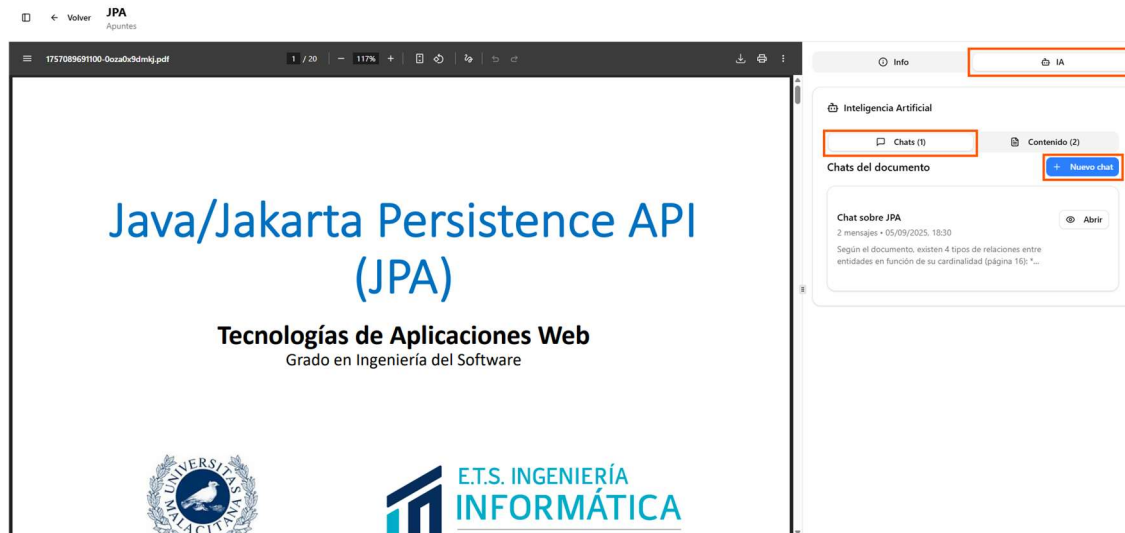 Volver
JPA
Apuntes
1757089691100-0oza0x9dmkj.pdf
1 / 20
117%
Info
IA
Inteligencia Artificial
Chats (1)
Contenido (2)
Chats del documento
+ Nuevo chat
Chat sobre JPA
Abrir
2 mensajes • 05/09/2025, 18:30
Según el documento, existen 4 tipos de relaciones entre
entidades en función de su cardinalidad (página 16): *...
Java/Jakarta Persistence API
(JPA)
Tecnologías de Aplicaciones Web
Grado en Ingeniería del Software
UNIVERSITAS
MALACITANA
E.T.S. INGENIERÍA
INFORMÁTICA